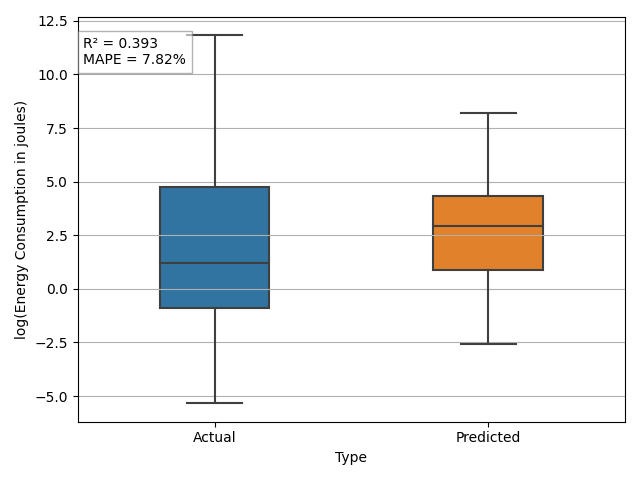 R² = 0.393
MAPE = 7.82%
12.5
10.0
7.5
5.0
2.5
0.0
−2.5
−5.0
log(Energy Consumption in joules)
Actual
Predicted
Type